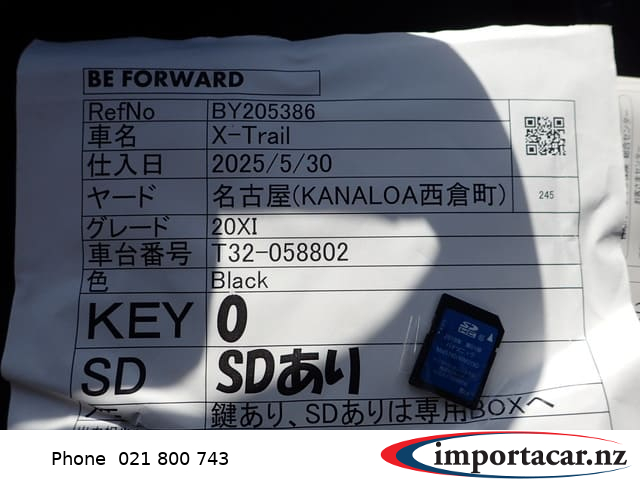 BE FORWARD
RefNo BY205386
車名 X-Trail
仕入日 2025/5/30
ヤード 名古屋(KANALOA西倉町)
245
グレード 20XI
車台番号 T32-058802
色 Black
KEY 0
SD SDあり
鍵あり、SDありは専用BOXへ
Phone 021 800 743
importacar.nz